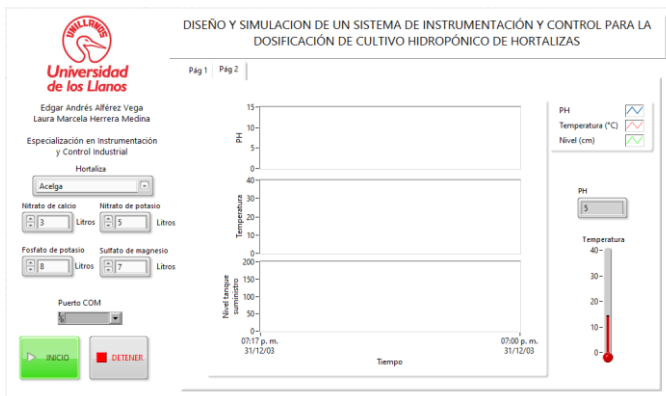 DISEÑO Y SIMULACION DE UN SISTEMA DE INSTRUMENTACIÓN Y CONTROL PARA LA
DOSIFICACIÓN DE CULTIVO HIDROPÓNICO DE HORTALIZAS
UNILLANOS
Universidad
de los Llanos
Edgar Andrés Alférez Vega
Laura Marcela Herrera Medina
Especialización en Instrumentación
y Control Industrial
Hortaliza
Acelga
Nitrato de calcio
Nitrato de potasio
3
Litros
5
Litros
Fosfato de potasio
Sulfato de magnesio
8
Litros
7
Litros
Puerto COM
INICIO
DETENER
Pág 1
Pág 2
PH
15
10
5
Temperatura
40
30
20
10
0
Nivel tanque
suministro
200
150
100
50
0
07:17 p. m.
31/12/03
07:00 p. m.
31/12/03
Tiempo
PH
Temperatura (°C)
Nivel (cm)
PH
5
Temperatura
40
30
20
10
0